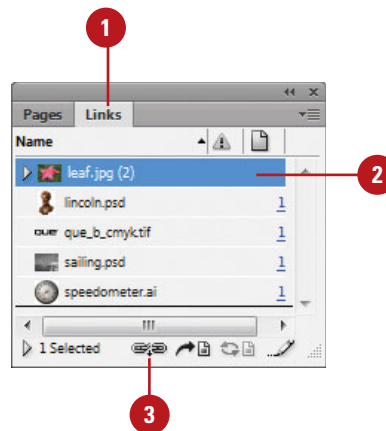 1
Pages Links
Name
leaf.jpg (2)
2
lincoln.psd 1
que que_b_cmyk.tif 1
sailing.psd 1
speedometer.ai 1
1 Selected
3